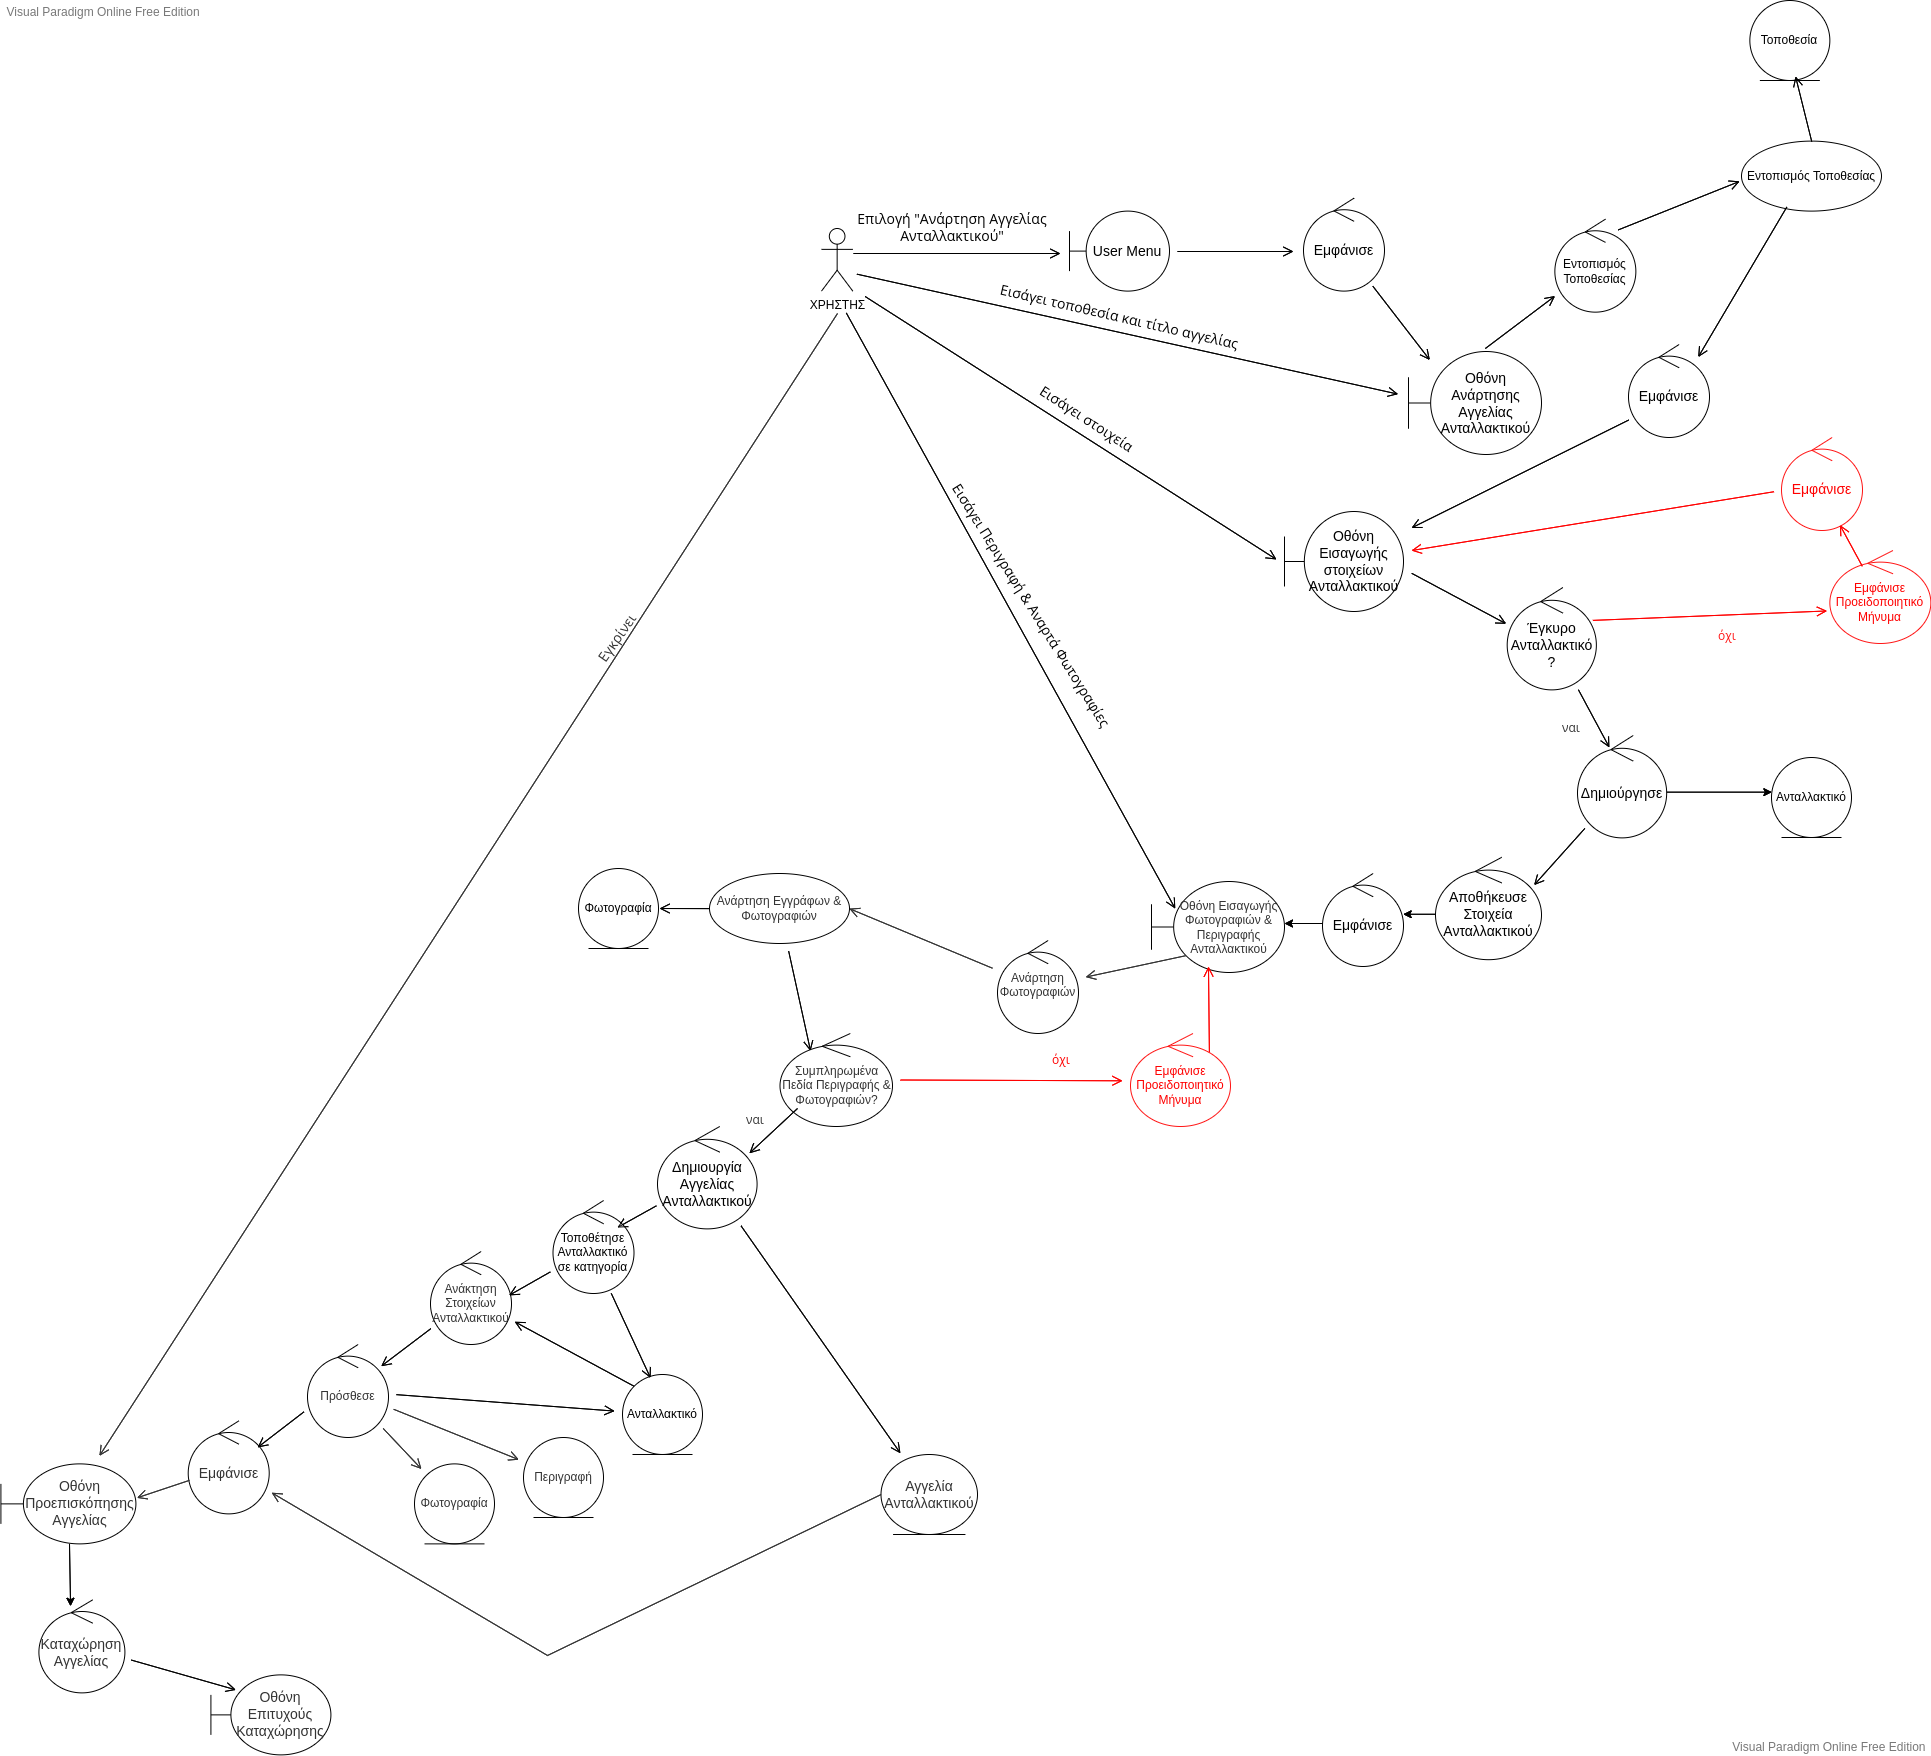 Visual Paradigm Online Free Edition
Τοποθεσία
Εντοπισμός Τοποθεσίας
Επιλογή "Ανάρτηση Αγγελίας
Ανταλλακτικού"
User Menu
Εμφάνισε
Εντοπισμός
Τοποθεσίας
ΧΡΗΣΤΗΣ
Εισάγει τοποθεσία και τίτλο αγγελίας
Οθόνη
Ανάρτησης
Αγγελίας
Ανταλλακτικού
Εμφάνισε
Εισάγει στοιχεία
Εμφάνισε
Οθόνη
Εισαγωγής
στοιχείων
Ανταλλακτικού
Εμφάνισε
Προειδοποιητικό
Μήνυμα
Εισάγει Περιγραφή & Αναρτά Φωτογραφίες
Εγκρίνει
Έγκυρο
Ανταλλακτικό
?
όχι
ναι
Δημιούργησε
Ανταλλακτικό
Φωτογραφία
Ανάρτηση Εγγράφων &
Φωτογραφιών
Οθόνη Εισαγωγής
Φωτογραφιών &
Περιγραφής
Ανταλλακτικού
Εμφάνισε
Αποθήκευσε
Στοιχεία
Ανταλλακτικού
Ανάρτηση
Φωτογραφιών
Συμπληρωμένα
Πεδία Περιγραφής &
Φωτογραφιών?
όχι
Εμφάνισε
Προειδοποιητικό
Μήνυμα
ναι
Δημιουργία
Αγγελίας
Ανταλλακτικού
Τοποθέτησε
Ανταλλακτικό
σε κατηγορία
Ανάκτηση
Στοιχείων
Ανταλλακτικού
Πρόσθεσε
Ανταλλακτικό
Εμφάνισε
Περιγραφή
Φωτογραφία
Αγγελία
Ανταλλακτικού
Οθόνη
Προεπισκόπησης
Αγγελίας
Καταχώρηση
Αγγελίας
Οθόνη
Επιτυχούς
Καταχώρησης
Visual Paradigm Online Free Edition